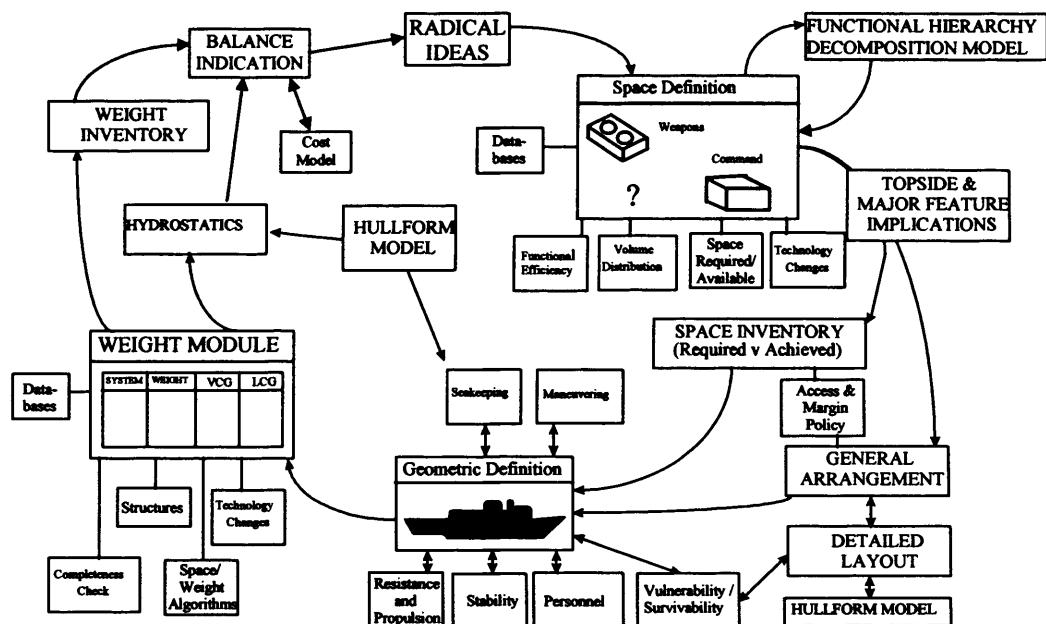 BALANCE
INDICATION
RADICAL
IDEAS
FUNCTIONAL HIERARCHY
DECOMPOSITION MODEL
WEIGHT
INVENTORY
Cost
Model
Space Definition
Weapons
Command
?
Data-
bases
TOPSIDE &
MAJOR FEATURE
IMPLICATIONS
HYDROSTATICS
HULLFORM
MODEL
Functional
Efficiency
Volume
Distribution
Space
Required/
Available
Technology
Changes
WEIGHT MODULE
SYSTEM WEIGHT VCG LCG
Data-
bases
SPACE INVENTORY
(Required v Achieved)
Seakeeping
Maneuvering
Access &
Margin
Policy
Geometric Definition
GENERAL
ARRANGEMENT
Structures
Technology
Changes
Completeness
Check
Space/
Weight
Algorithms
DETAILED
LAYOUT
Resistance
and
Propulsion
Stability
Personnel
Vulnerability /
Survivability
HULLFORM MODEL